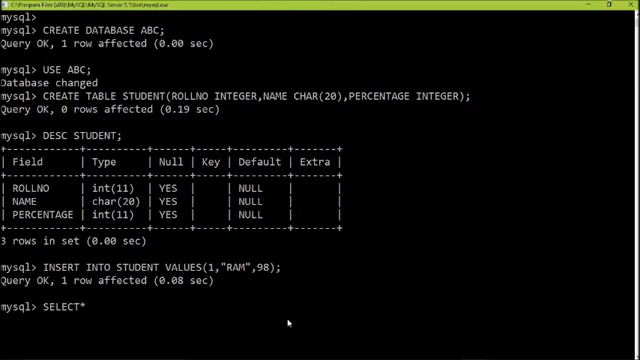 C:\Program Files (x86)\MySQL\MySQL Server 5.7\bin\mysql.exe
mysql>
mysql> CREATE DATABASE ABC;
Query OK, 1 row affected (0.00 sec)
mysql> USE ABC;
Database changed
mysql> CREATE TABLE STUDENT(ROLLNO INTEGER,NAME CHAR(20),PERCENTAGE INTEGER);
Query OK, 0 rows affected (0.19 sec)
mysql> DESC STUDENT;
+------------+----------+------+-----+---------+-------+
| Field      | Type     | Null | Key | Default | Extra |
+------------+----------+------+-----+---------+-------+
| ROLLNO     | int(11)  | YES  |     | NULL    |       |
| NAME       | char(20) | YES  |     | NULL    |       |
| PERCENTAGE | int(11)  | YES  |     | NULL    |       |
+------------+----------+------+-----+---------+-------+
3 rows in set (0.00 sec)
mysql> INSERT INTO STUDENT VALUES(1,"RAM",98);
Query OK, 1 row affected (0.08 sec)
mysql> SELECT*